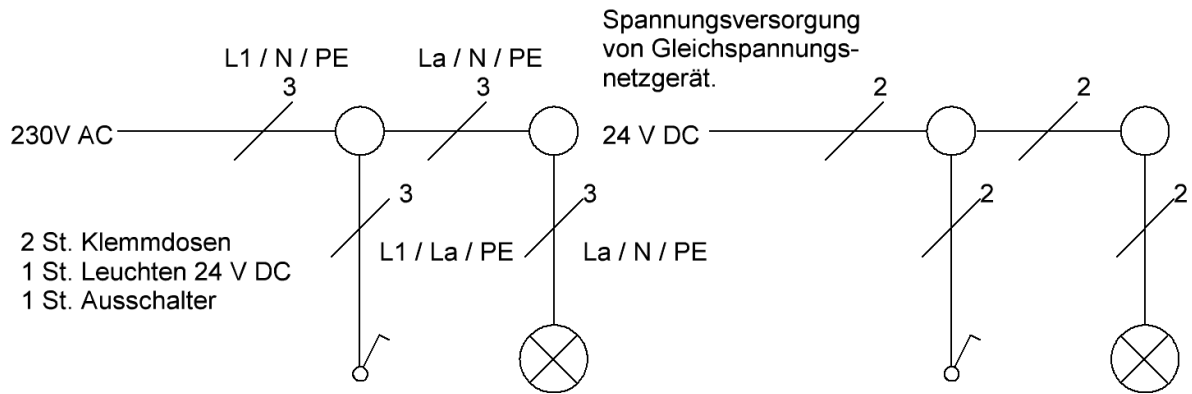 L1 / N / PE
3
La / N / PE
3
230V AC
3
L1 / La / PE
3
La / N / PE
2 St. Klemmdosen
1 St. Leuchten 24 V DC
1 St. Ausschalter
Spannungsversorgung
von Gleichspannungs-
netzgerät.
2
2
24 V DC
2
2